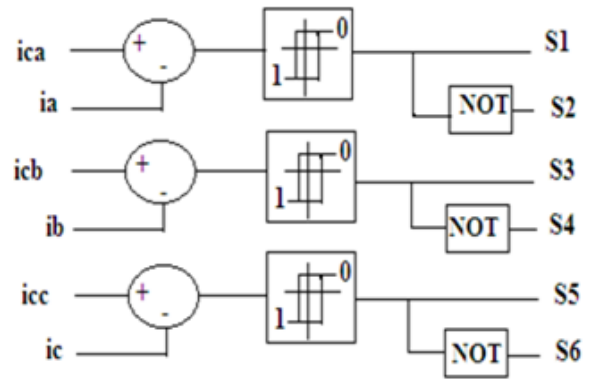 ica + 0 S1
- 1
ia NOT S2
icb + 0 S3
- 1
ib NOT S4
icc + 0 S5
- 1
ic NOT S6